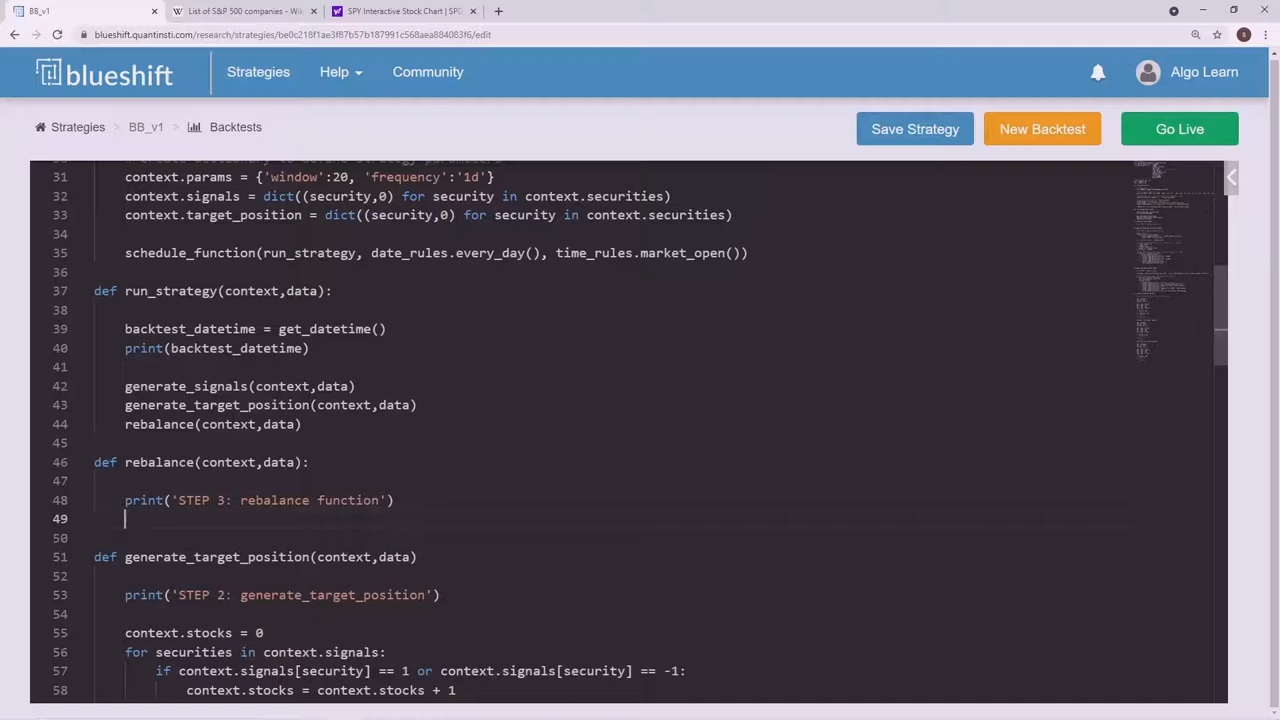 BB_v1
List of S&P 500 companies - Wik
SPY Interactive Stock Chart | SPD
blueshift.quantinsti.com/research/strategies/be0c218f1ae3f87b57b187991c568aea884083f6/edit
S
blueshift
Strategies
Help
Community
Algo Learn
Strategies > BB_v1 > Backtests
Save Strategy
New Backtest
Go Live
30 # Create dictionery to define strategy parameters
31 context.params = {'window':20, 'frequency':'1d'}
32 context.signals = dict((security,0) for security in context.securities)
33 context.target_position = dict((security,0) for security in context.securities)
34
35 schedule_function(run_strategy, date_rules.every_day(), time_rules.market_open())
36
37 def run_strategy(context,data):
38
39 backtest_datetime = get_datetime()
40 print(backtest_datetime)
41
42 generate_signals(context,data)
43 generate_target_position(context,data)
44 rebalance(context,data)
45
46 def rebalance(context,data):
47
48 print('STEP 3: rebalance function')
49
50
51 def generate_target_position(context,data)
52
53 print('STEP 2: generate_target_position')
54
55 context.stocks = 0
56 for securities in context.signals:
57 if context.signals[security] == 1 or context.signals[security] == -1:
58 context.stocks = context.stocks + 1